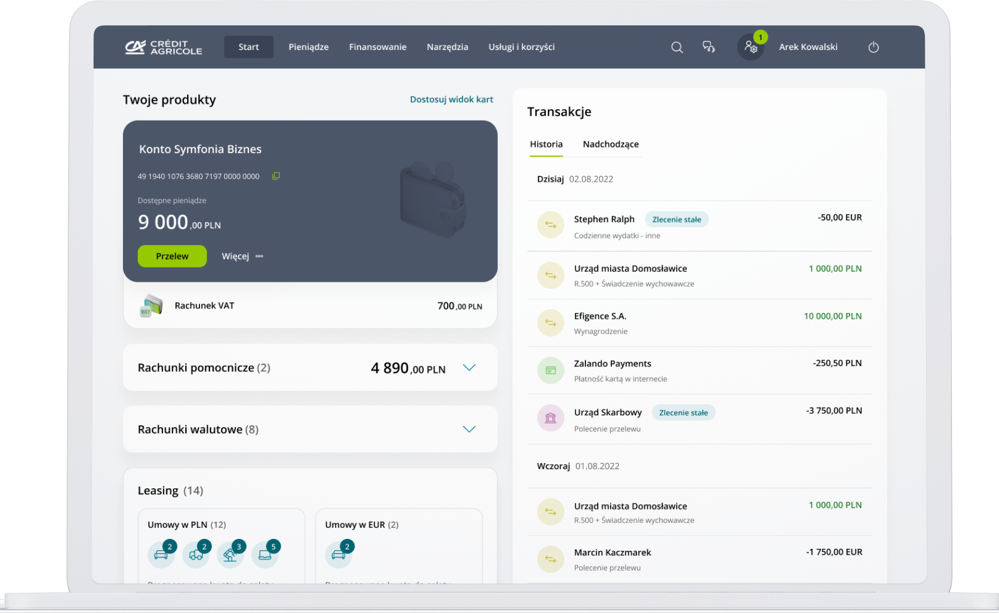 CRÉDIT
AGRICOLE
Start
Pieniądze
Finansowanie
Narzędzia
Usługi i korzyści
1
Arek Kowalski
Twoje produkty
Dostosuj widok kart
Konto Symfonia Biznes
49 1940 1076 3680 7197 0000 0000
Dostępne pieniądze
9 000,00 PLN
Przelew
Więcej
VAT
Rachunek VAT
700,00 PLN
Rachunki pomocnicze (2)
4 890,00 PLN
Rachunki walutowe (8)
Leasing (14)
Umowy w PLN (12)
2
2
3
5
Umowy w EUR (2)
2
Transakcje
Historia
Nadchodzące
Dzisiaj 02.08.2022
Stephen Ralph
Zlecenie stałe
-50,00 EUR
Codzienne wydatki - inne
Urząd miasta Domosławice
1 000,00 PLN
R.500 + Świadczenie wychowawcze
Efigence S.A.
10 000,00 PLN
Wynagrodzenie
Zalando Payments
-250,50 PLN
Płatność kartą w internecie
Urząd Skarbowy
Zlecenie stałe
-3 750,00 PLN
Polecenie przelewu
Wczoraj 01.08.2022
Urząd miasta Domosławice
1 000,00 PLN
R.500 + Świadczenie wychowawcze
Marcin Kaczmarek
-1 750,00 EUR
Polecenie przelewu